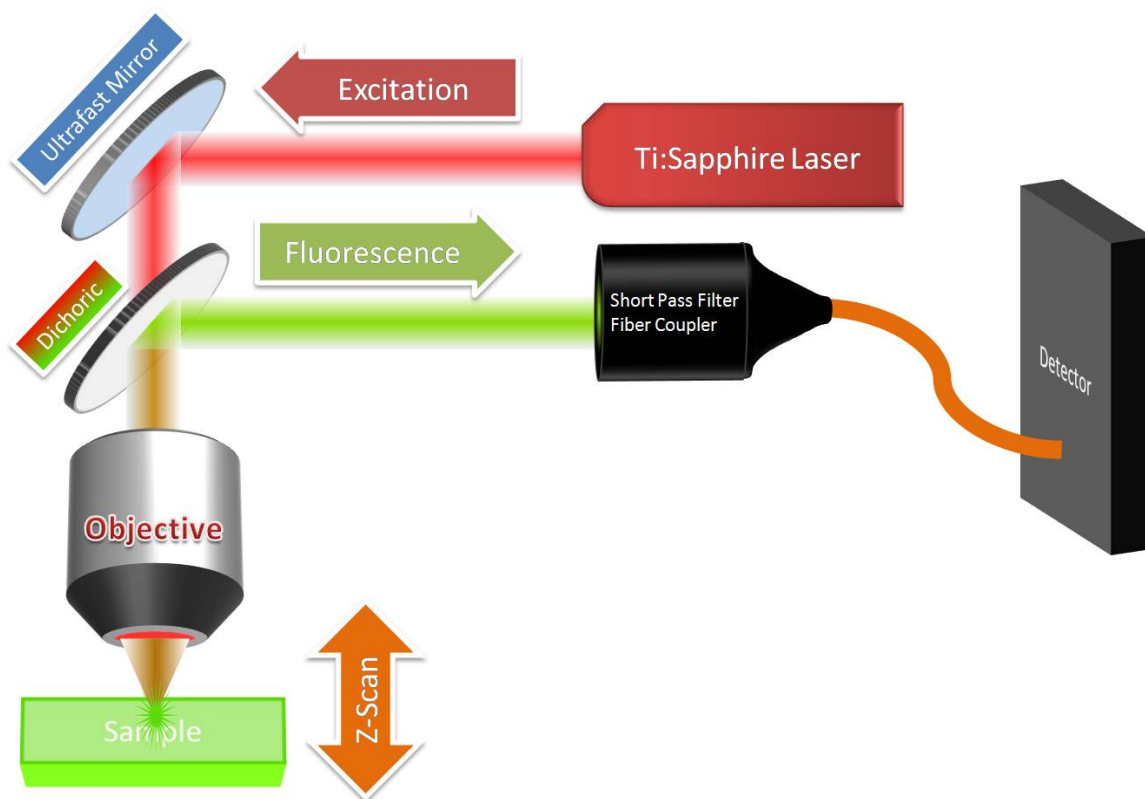 Ultrafast Mirror
Excitation
Ti:Sapphire Laser
Fluorescence
Dichoric
Short Pass Filter
Fiber Coupler
Detector
Objective
Z-Scan
Sample